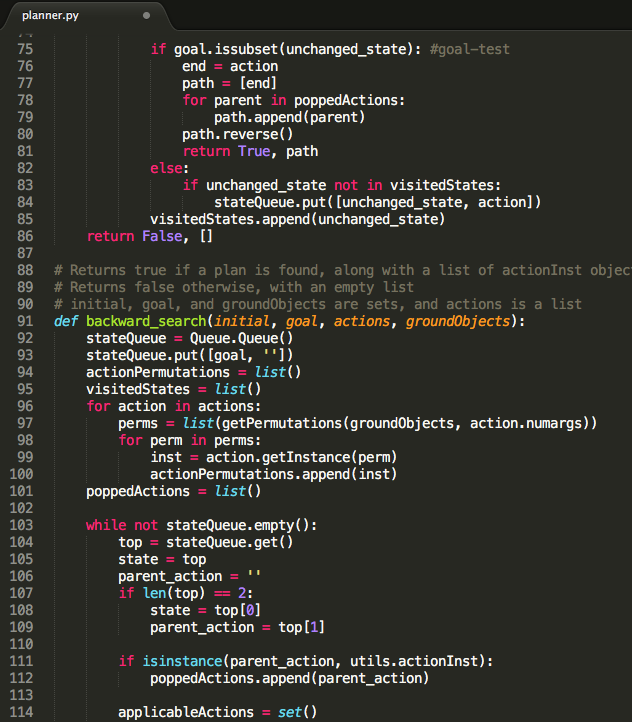 planner.py
75 if goal.issubset(unchanged_state): #goal-test
76 end = action
77 path = [end]
78 for parent in poppedActions:
79 path.append(parent)
80 path.reverse()
81 return True, path
82 else:
83 if unchanged_state not in visitedStates:
84 stateQueue.put([unchanged_state, action])
85 visitedStates.append(unchanged_state)
86 return False, []
87
88 # Returns true if a plan is found, along with a list of actionInst objec
89 # Returns false otherwise, with an empty list
90 # initial, goal, and groundObjects are sets, and actions is a list
91 def backward_search(initial, goal, actions, groundObjects):
92 stateQueue = Queue.Queue()
93 stateQueue.put([goal, ''])
94 actionPermutations = list()
95 visitedStates = list()
96 for action in actions:
97 perms = list(getPermutations(groundObjects, action.numargs))
98 for perm in perms:
99 inst = action.getInstance(perm)
100 actionPermutations.append(inst)
101 poppedActions = list()
102
103 while not stateQueue.empty():
104 top = stateQueue.get()
105 state = top
106 parent_action = ''
107 if len(top) == 2:
108 state = top[0]
109 parent_action = top[1]
110
111 if isinstance(parent_action, utils.actionInst):
112 poppedActions.append(parent_action)
113
114 applicableActions = set()